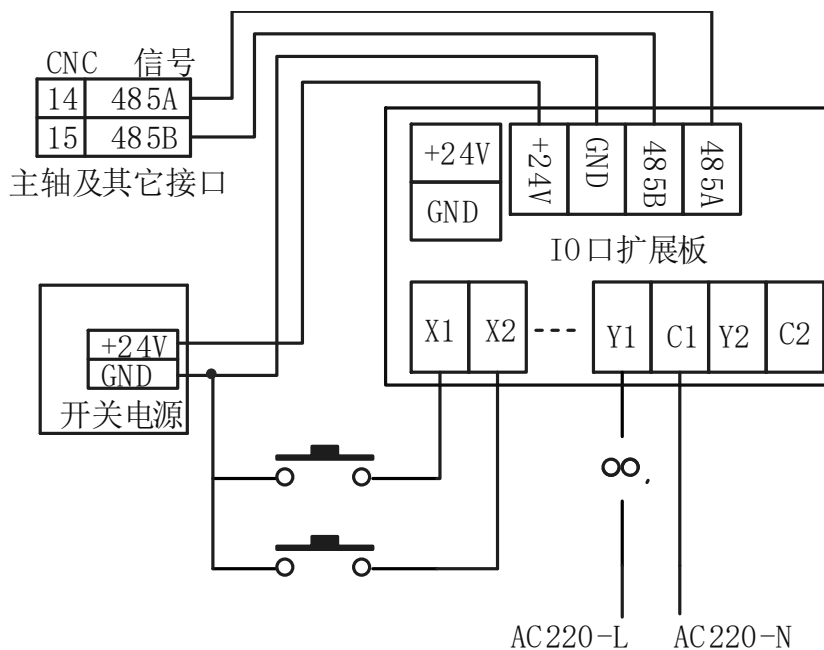 CNC 信号
14 485A
15 485B
主轴及其它接口
+24V
GND
+24V GND 485B 485A
IO口扩展板
X1 X2 --- Y1 C1 Y2 C2
+24V
GND
开关电源
AC220-L AC220-N